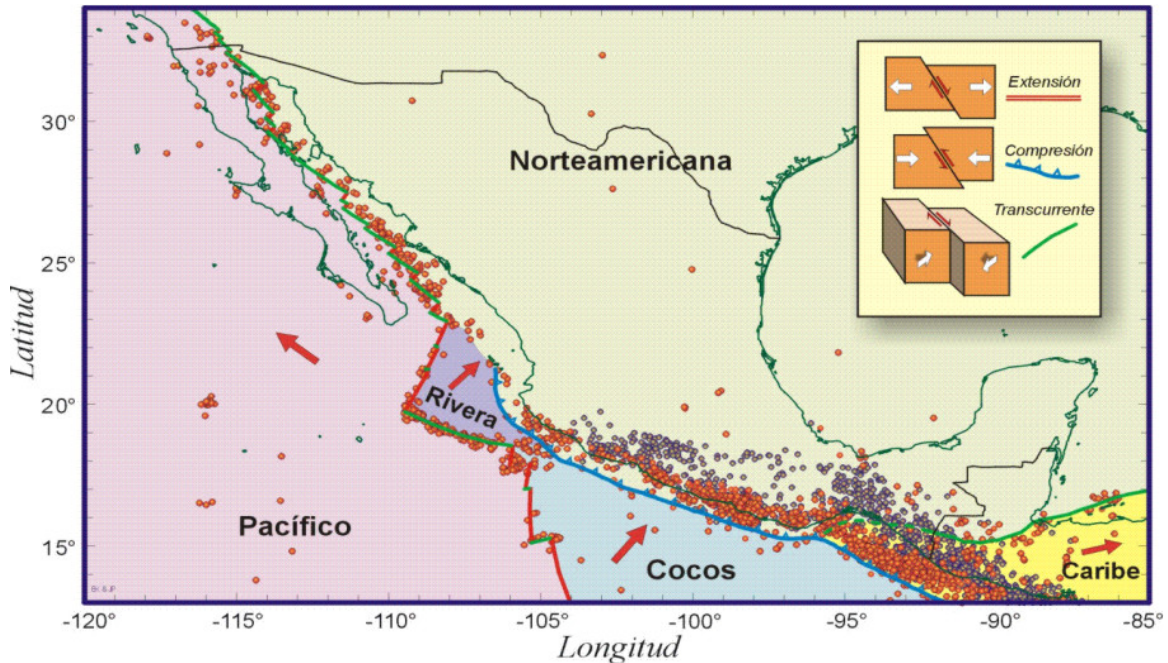 Extensión
Compresión
Transcurrente
Norteamericana
Rivera
Pacífico
Cocos
Caribe
Latitud
30°
25°
20°
15°
-120°
-115°
-110°
-105°
-100°
-95°
-90°
-85°
Longitud